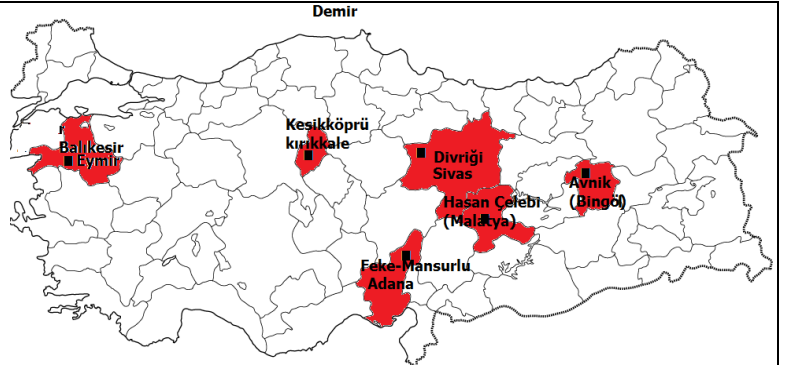 Demir
Balıkesir
Eymir
Kesikköprü
kırıkkale
Divriği
Sivas
Hasan Çelebi
(Malatya)
Avnik
(Bingöl)
Feke-Mansurlu
Adana